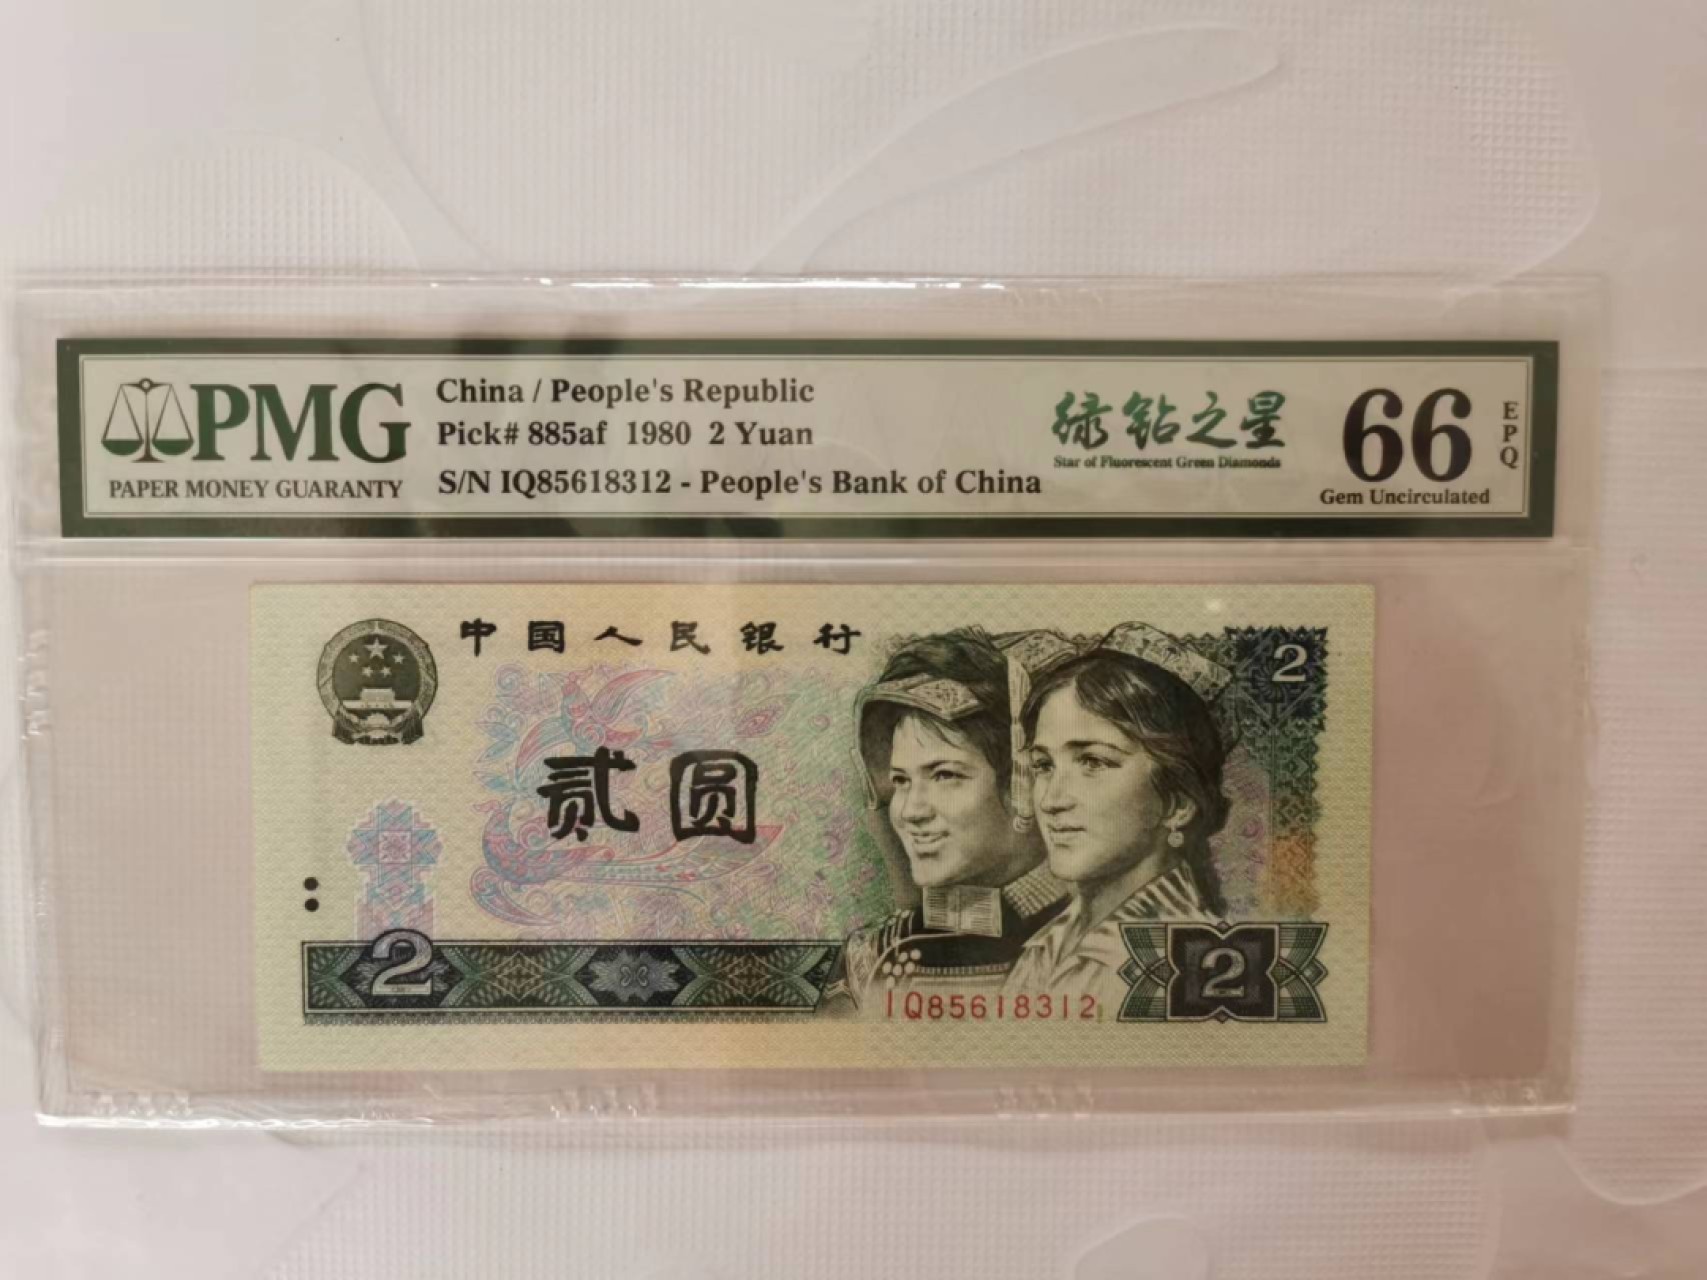 PMG
PAPER MONEY GUARANTY
China / People's Republic
Pick# 885af 1980 2 Yuan
S/N IQ85618312 - People's Bank of China
绿钻之星
Star of Fluorescent Green Diamonds
66
EPQ
Gem Uncirculated
中国人民银行
2
贰圆
2
2
IQ85618312